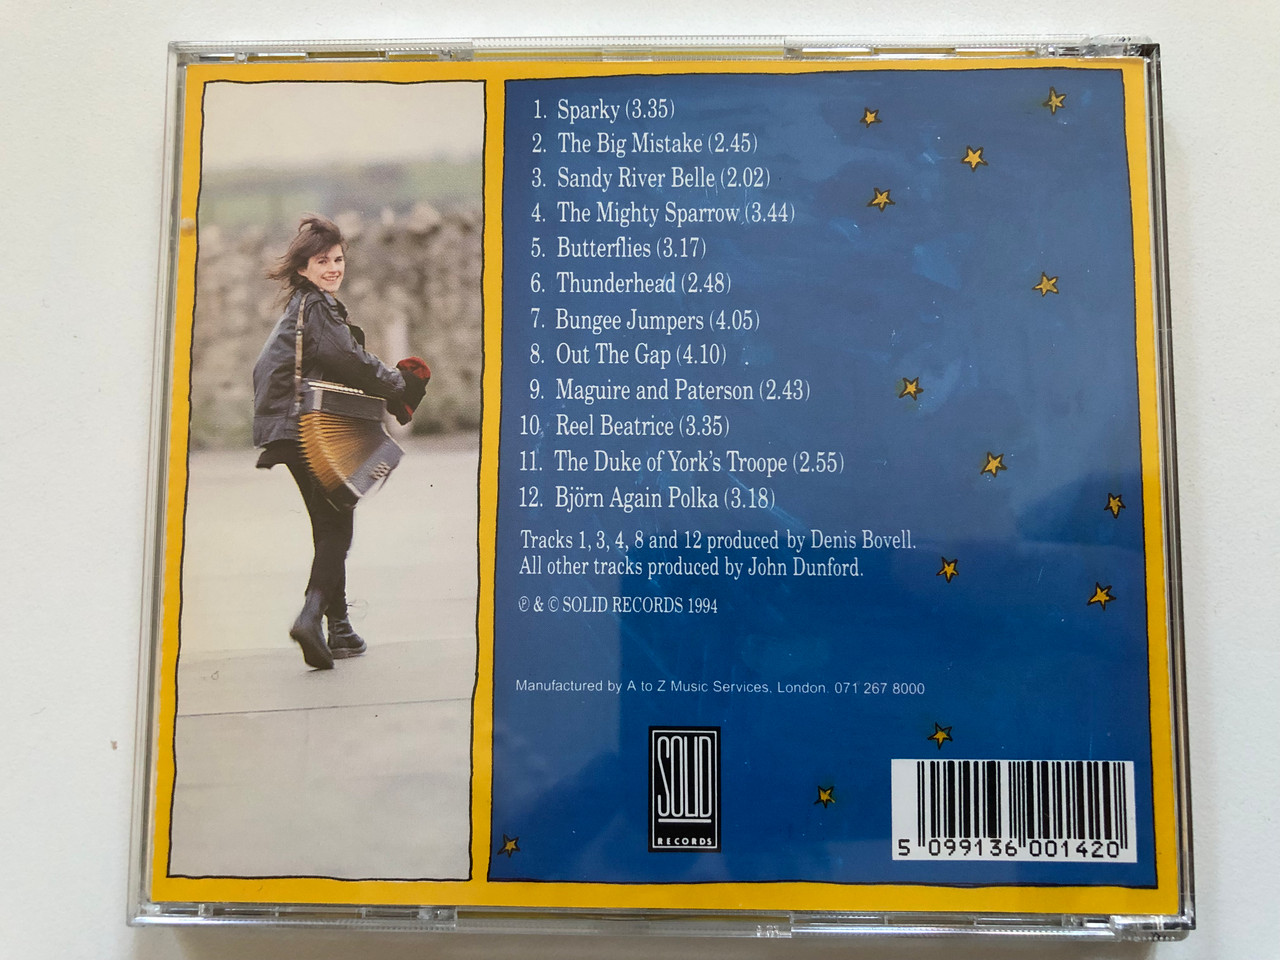 1. Sparky (3.35)
2. The Big Mistake (2.45)
3. Sandy River Belle (2.02)
4. The Mighty Sparrow (3.44)
5. Butterflies (3.17)
6. Thunderhead (2.48)
7. Bungee Jumpers (4.05)
8. Out The Gap (4.10)
9. Maguire and Paterson (2.43)
10. Reel Beatrice (3.35)
11. The Duke of York's Troope (2.55)
12. Björn Again Polka (3.18)
Tracks 1, 3, 4, 8 and 12 produced by Denis Bovell.
All other tracks produced by John Dunford.
℗ & © SOLID RECORDS 1994
Manufactured by A to Z Music Services, London. 071 267 8000
SOLID
RECORDS
5 099136 001420